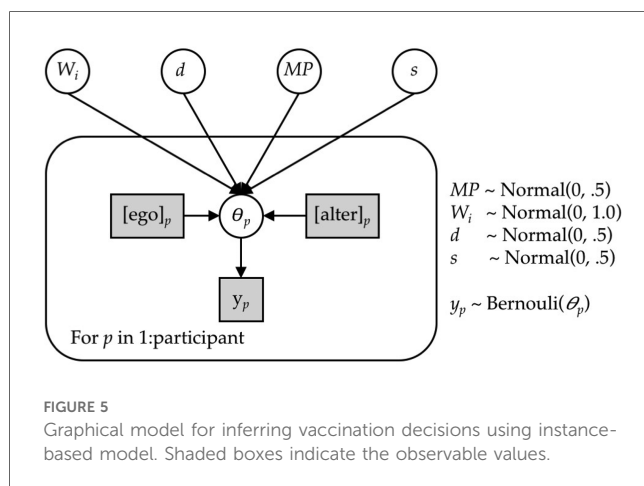 W_i d MP s
[ego]_p θ_p [alter]_p
y_p
For p in 1:participant
MP ~ Normal(0, .5)
W_i ~ Normal(0, 1.0)
d ~ Normal(0, .5)
s ~ Normal(0, .5)
y_p ~ Bernouli(θ_p)
FIGURE 5
Graphical model for inferring vaccination decisions using instance-
based model. Shaded boxes indicate the observable values.